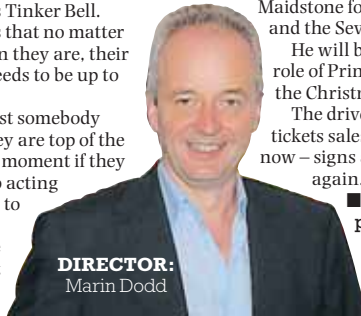 s Tinker Bell.
s that no matter
n they are, their
eeds to be up to
st somebody
ey are top of the
moment if they
acting
to
DIRECTOR:
Marin Dodd
Maidstone fo
and the Sev
He will b
role of Prin
the Christm
The drive
tickets sale
now – signs
again.
■
p